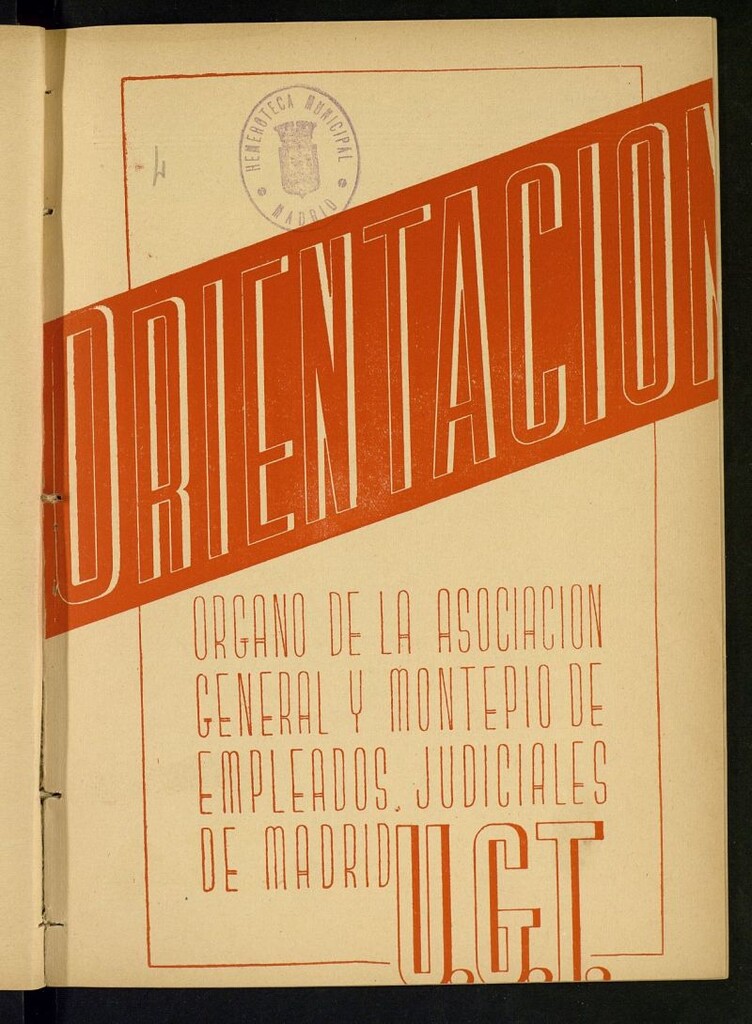 HEMEROTECA MUNICIPAL
MADRID
ORIENTACION
ORGANO DE LA ASOCIACION
GENERAL Y MONTEPIO DE
EMPLEADOS. JUDICIALES
DE MADRID
U.G.T.